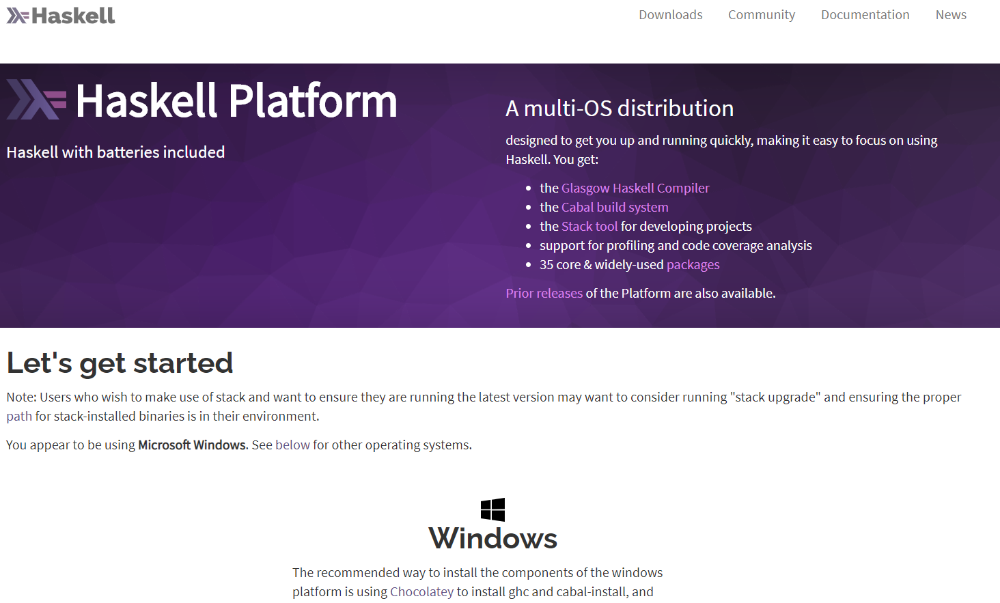 Haskell
Downloads
Community
Documentation
News
Haskell Platform
Haskell with batteries included
A multi-OS distribution
designed to get you up and running quickly, making it easy to focus on using
Haskell. You get:
the Glasgow Haskell Compiler
the Cabal build system
the Stack tool for developing projects
support for profiling and code coverage analysis
35 core & widely-used packages
Prior releases of the Platform are also available.
Let's get started
Note: Users who wish to make use of stack and want to ensure they are running the latest version may want to consider running "stack upgrade" and ensuring the proper
path for stack-installed binaries is in their environment.
You appear to be using Microsoft Windows. See below for other operating systems.
Windows
The recommended way to install the components of the windows
platform is using Chocolatey to install ghc and cabal-install, and